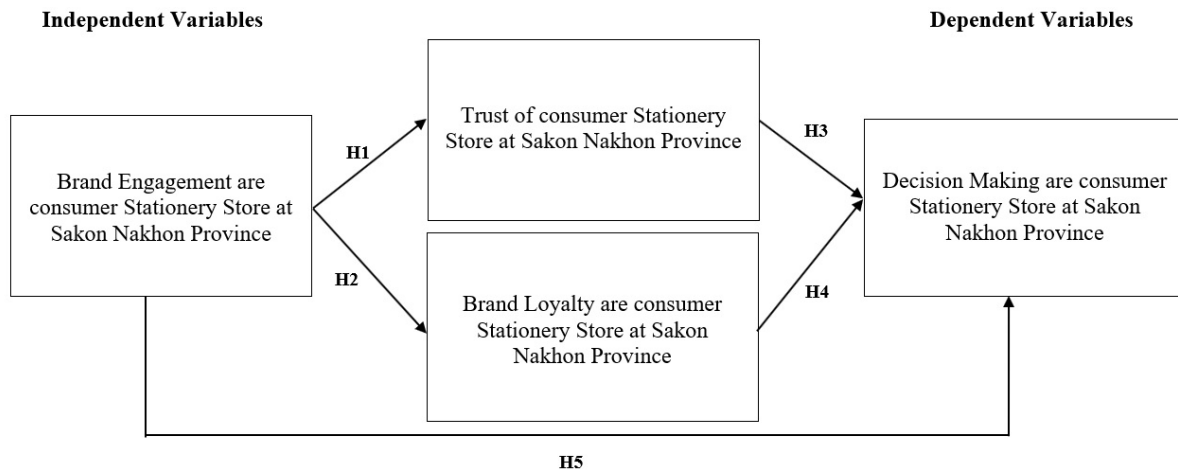 Independent Variables
Dependent Variables
Brand Engagement are
consumer Stationery Store at
Sakon Nakhon Province
H1
H2
Trust of consumer Stationery
Store at Sakon Nakhon Province
Brand Loyalty are consumer
Stationery Store at Sakon
Nakhon Province
H3
H4
Decision Making are consumer
Stationery Store at Sakon
Nakhon Province
H5